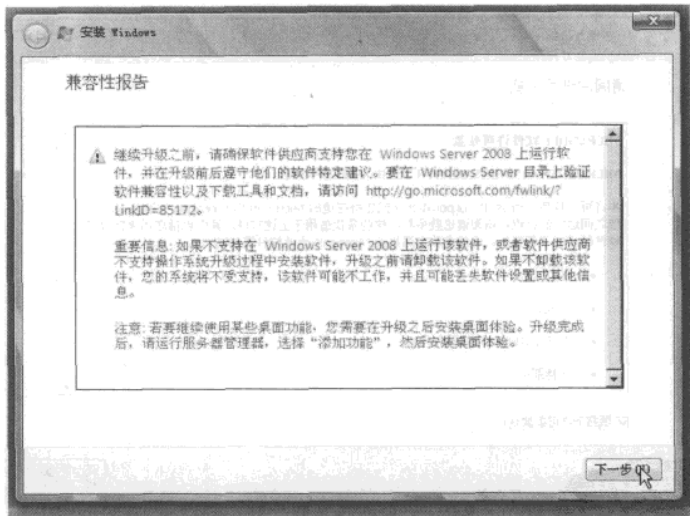 安装 Windows
兼容性报告
继续升级之前，请确保软件供应商支持您在 Windows Server 2008 上运行软
件，并在升级前后遵守他们的软件特定建议。要在 Windows Server 目录上验证
软件兼容性以及下载工具和文档，请访问 http://go.microsoft.com/fwlink/?
LinkID=85172。
重要信息: 如果不支持在 Windows Server 2008 上运行该软件，或者软件供应商
不支持操作系统升级过程中安装软件，升级之前请卸载该软件。如果不卸载该软
件，您的系统将不受支持，该软件可能不工作，并且可能丢失软件设置或其他信
息。
注意: 若要继续使用某些桌面功能，您需要在升级之后安装桌面体验。升级完成
后，请运行服务器管理器，选择“添加功能”，然后安装桌面体验。
下一步(N)